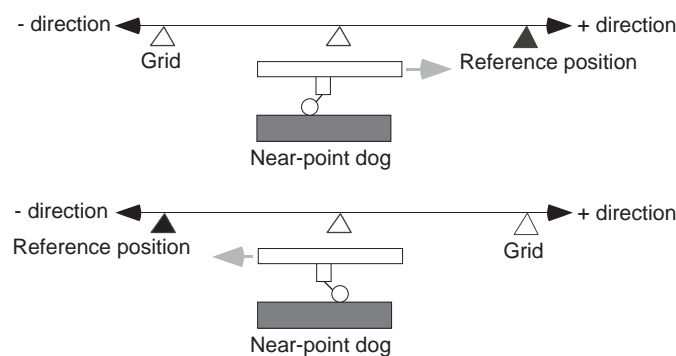 - direction + direction
Grid Reference position
Near-point dog
- direction + direction
Reference position Grid
Near-point dog